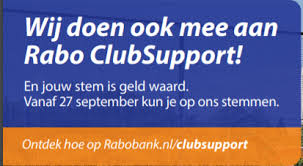 Wij doen ook mee aan
Rabo ClubSupport!
En jouw stem is geld waard.
Vanaf 27 september kun je op ons stemmen.
Ontdek hoe op Rabobank.nl/clubsupport